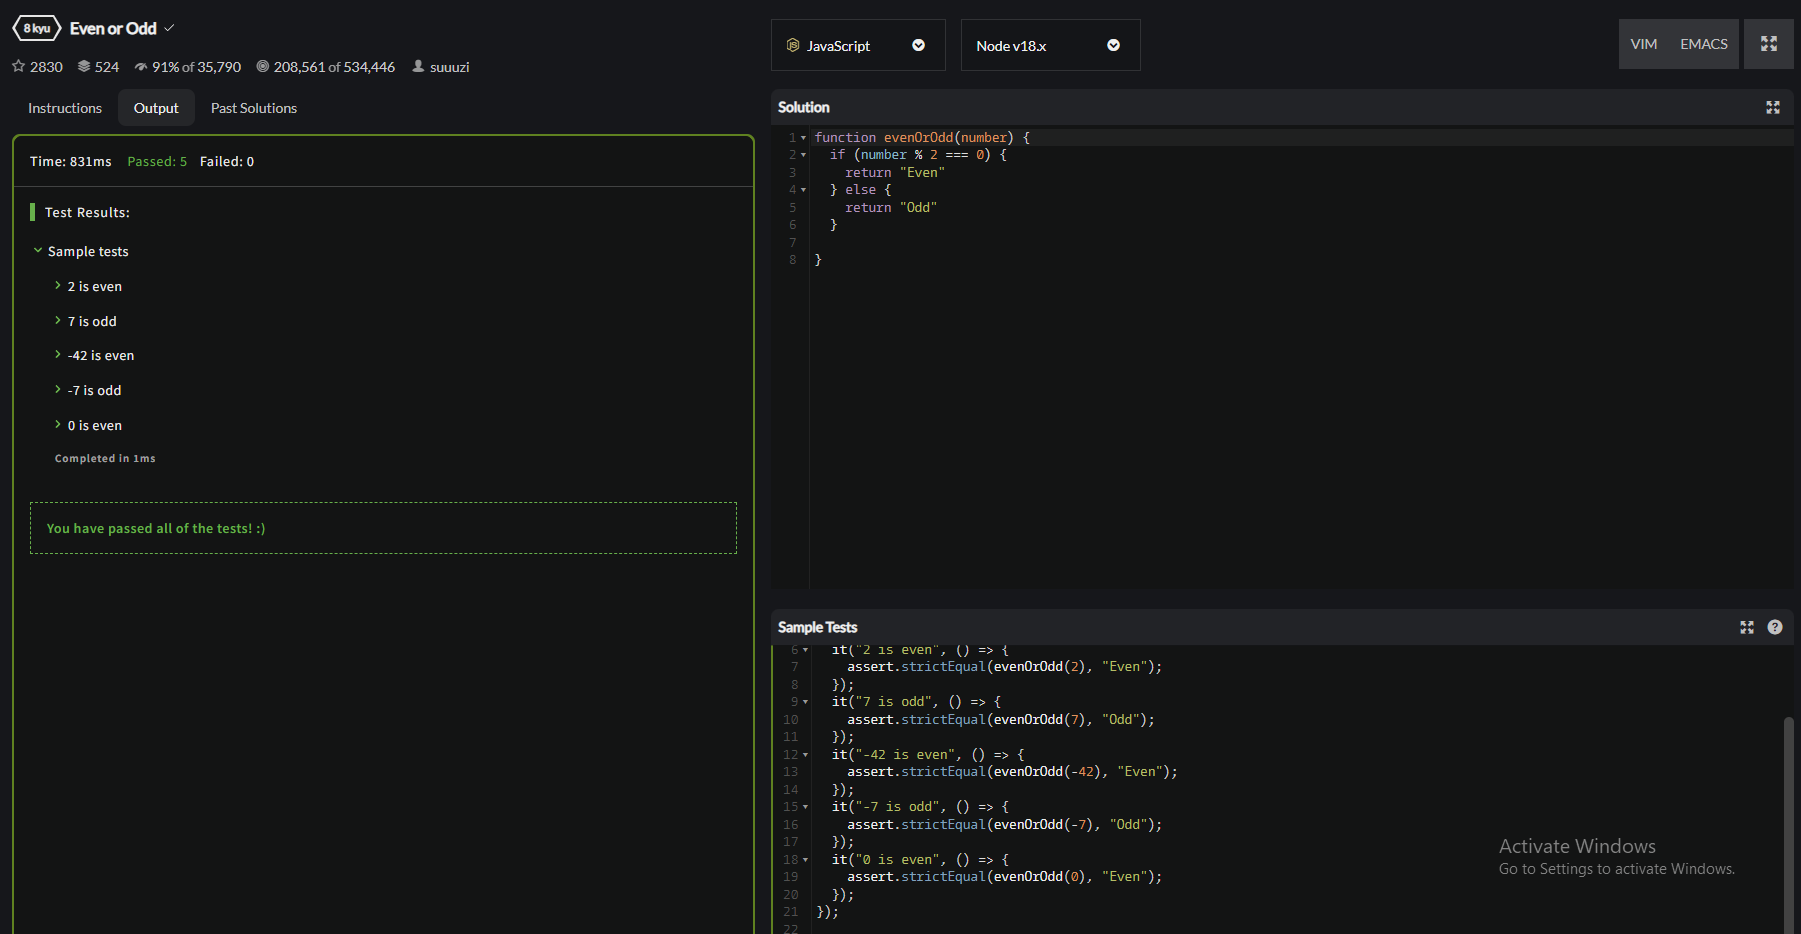 8 kyu Even or Odd
2830 524 91% of 35,790 208,561 of 534,446 suuuzi
Instructions Output Past Solutions
Time: 831ms Passed: 5 Failed: 0
Test Results:
Sample tests
2 is even
7 is odd
-42 is even
-7 is odd
0 is even
Completed in 1ms
You have passed all of the tests! :)
JavaScript Node v18.x VIM EMACS
Solution
1 function evenOrOdd(number) {
2 if (number % 2 === 0) {
3 return "Even"
4 } else {
5 return "Odd"
6 }
7
8 }
Sample Tests
6 it("2 is even", () => {
7 assert.strictEqual(evenOrOdd(2), "Even");
8 });
9 it("7 is odd", () => {
10 assert.strictEqual(evenOrOdd(7), "Odd");
11 });
12 it("-42 is even", () => {
13 assert.strictEqual(evenOrOdd(-42), "Even");
14 });
15 it("-7 is odd", () => {
16 assert.strictEqual(evenOrOdd(-7), "Odd");
17 });
18 it("0 is even", () => {
19 assert.strictEqual(evenOrOdd(0), "Even");
20 });
21 });
22
Activate Windows
Go to Settings to activate Windows.